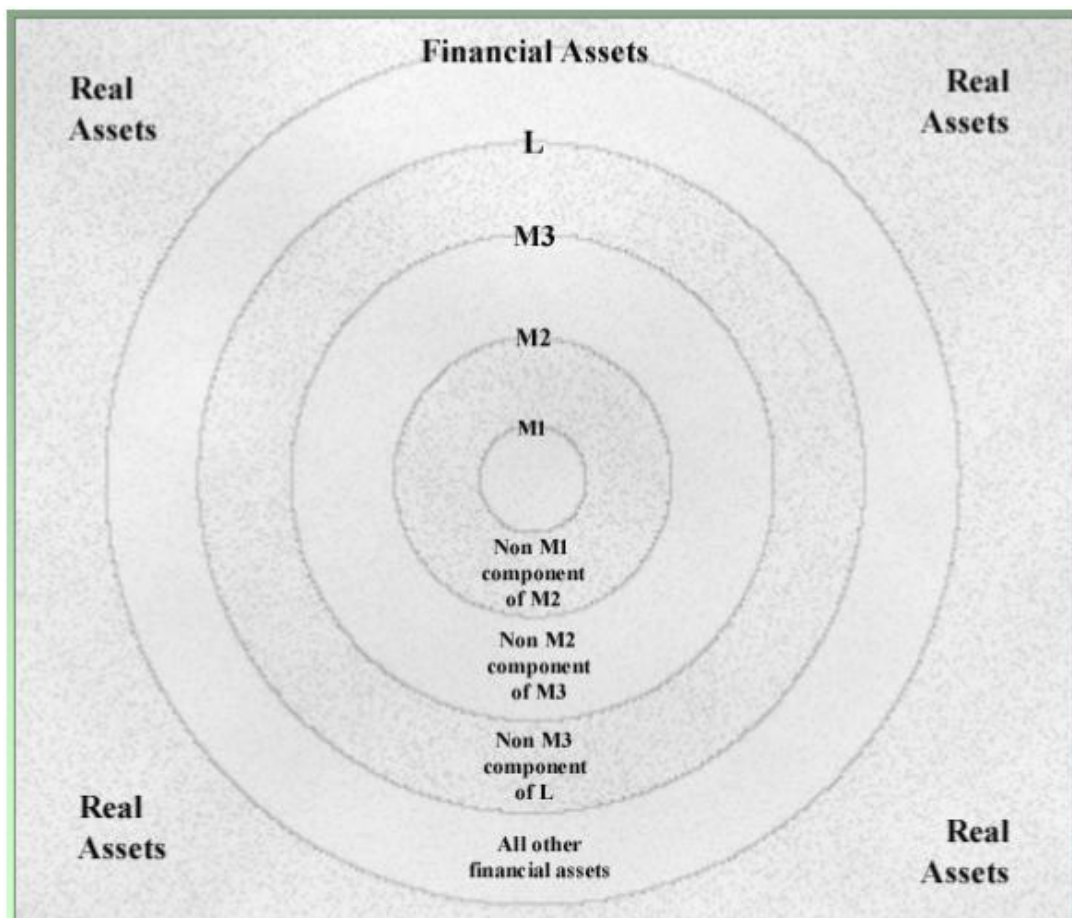 Financial Assets
Real
Assets
Real
Assets
L
M3
M2
M1
Non M1
component
of M2
Non M2
component
of M3
Non M3
component
of L
Real
Assets
All other
financial assets
Real
Assets